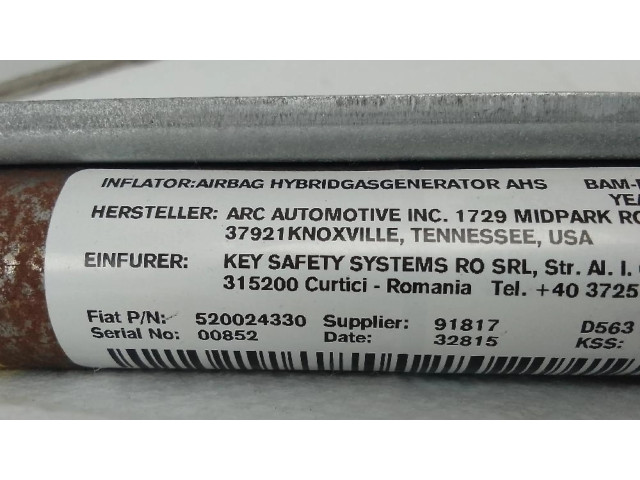 INFLATOR:AIRBAG HYBRIDGASGENERATOR AHS BAM-
HERSTELLER: ARC AUTOMOTIVE INC. 1729 MIDPARK
37921KNOXVILLE, TENNESSEE, USA
EINFURER: KEY SAFETY SYSTEMS RO SRL, Str. Al. I.
315200 Curtici - Romania Tel. +40 3725
Fiat P/N: 520024330 Supplier: 91817 D563
Serial No: 00852 Date: 32815 KSS: